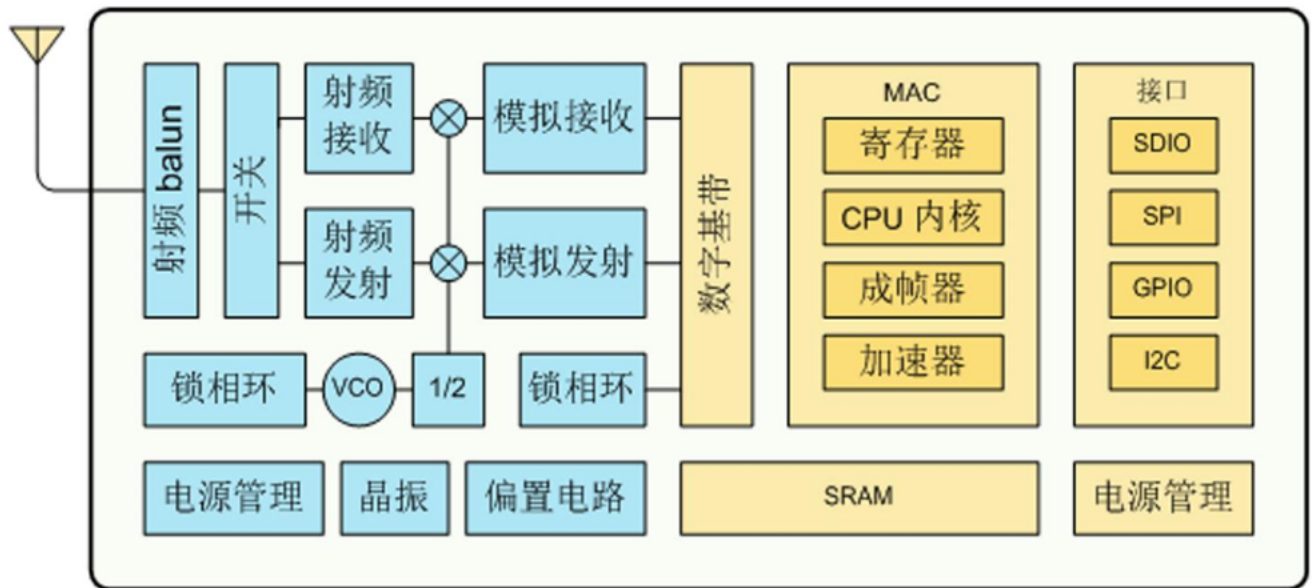 射频 balun
开关
射频
接收
射频
发射
模拟接收
模拟发射
数字基带
MAC
寄存器
CPU 内核
成帧器
加速器
接口
SDIO
SPI
GPIO
I2C
锁相环
VCO
1/2
锁相环
电源管理
晶振
偏置电路
SRAM
电源管理